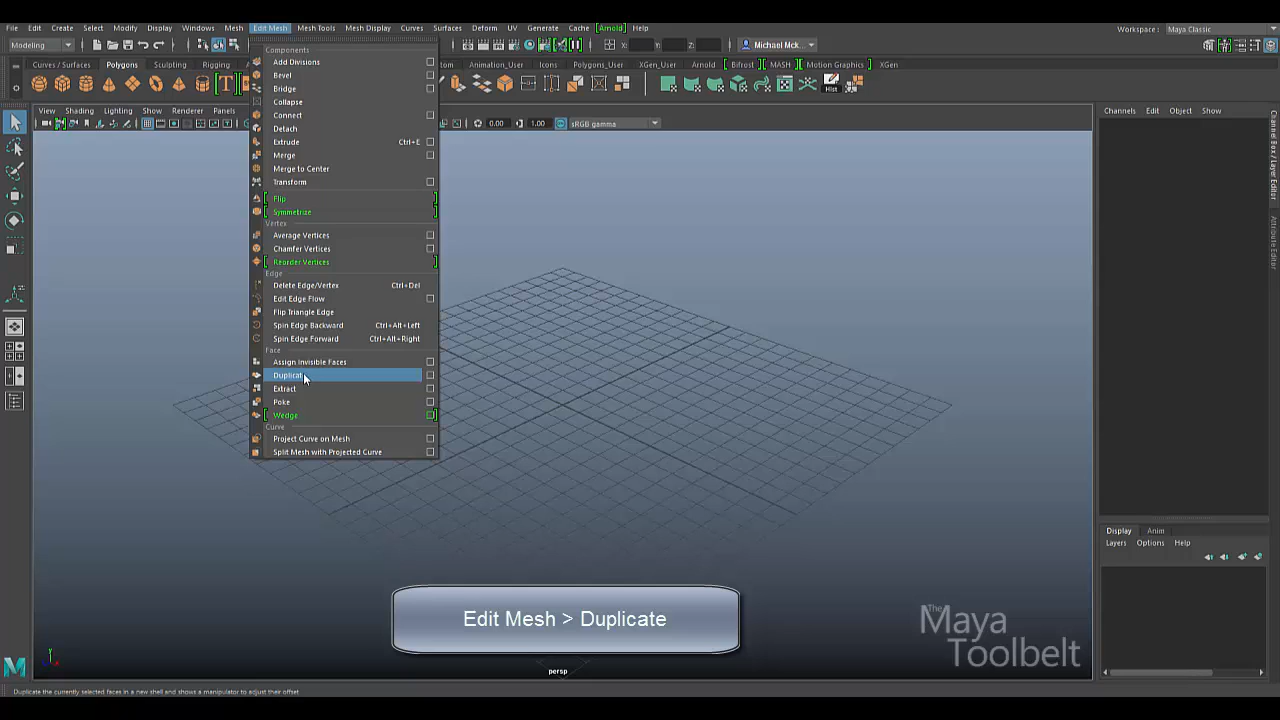 File Edit Create Select Modify Display Windows Mesh Edit Mesh Mesh Tools Mesh Display Curves Surfaces Deform UV Generate Cache Arnold Help
Workspace : Maya Classic
Modeling
X: Y: Z: Michael Mck...
Curves / Surfaces Polygons Sculpting Rigging
Animation_User Icons Polygons_User XGen_User Arnold Bifrost MASH Motion Graphics XGen
Hist
View Shading Lighting Show Renderer Panels
0.00 1.00 sRGB gamma
Components
Add Divisions
Bevel
Bridge
Collapse
Connect
Detach
Extrude Ctrl+E
Merge
Merge to Center
Transform
Flip
Symmetrize
Vertex
Average Vertices
Chamfer Vertices
Reorder Vertices
Edge
Delete Edge/Vertex Ctrl+Del
Edit Edge Flow
Flip Triangle Edge
Spin Edge Backward Ctrl+Alt+Left
Spin Edge Forward Ctrl+Alt+Right
Face
Assign Invisible Faces
Duplicate
Extract
Poke
Wedge
Curve
Project Curve on Mesh
Split Mesh with Projected Curve
Channels Edit Object Show
Channel Box / Layer Editor
Attribute Editor
Display Anim
Layers Options Help
Edit Mesh > Duplicate
The
Maya
Toolbelt
persp
Duplicate the currently selected faces in a new shell and shows a manipulator to adjust their offset